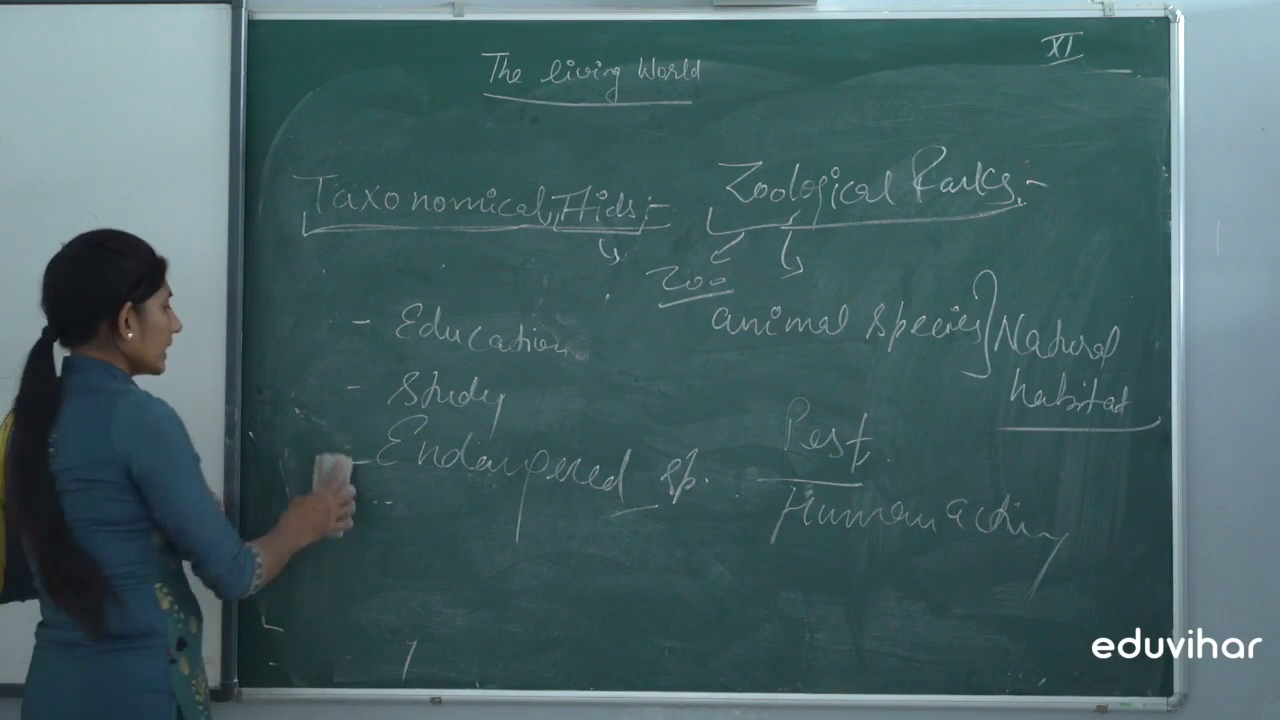 The living World
XI
Taxonomical Aids :-
Zoological Parks :-
Zoo
animal species } Natural habitat
- Education
- Study
- Endangered sp.
Rest.
Human activity
eduvihar